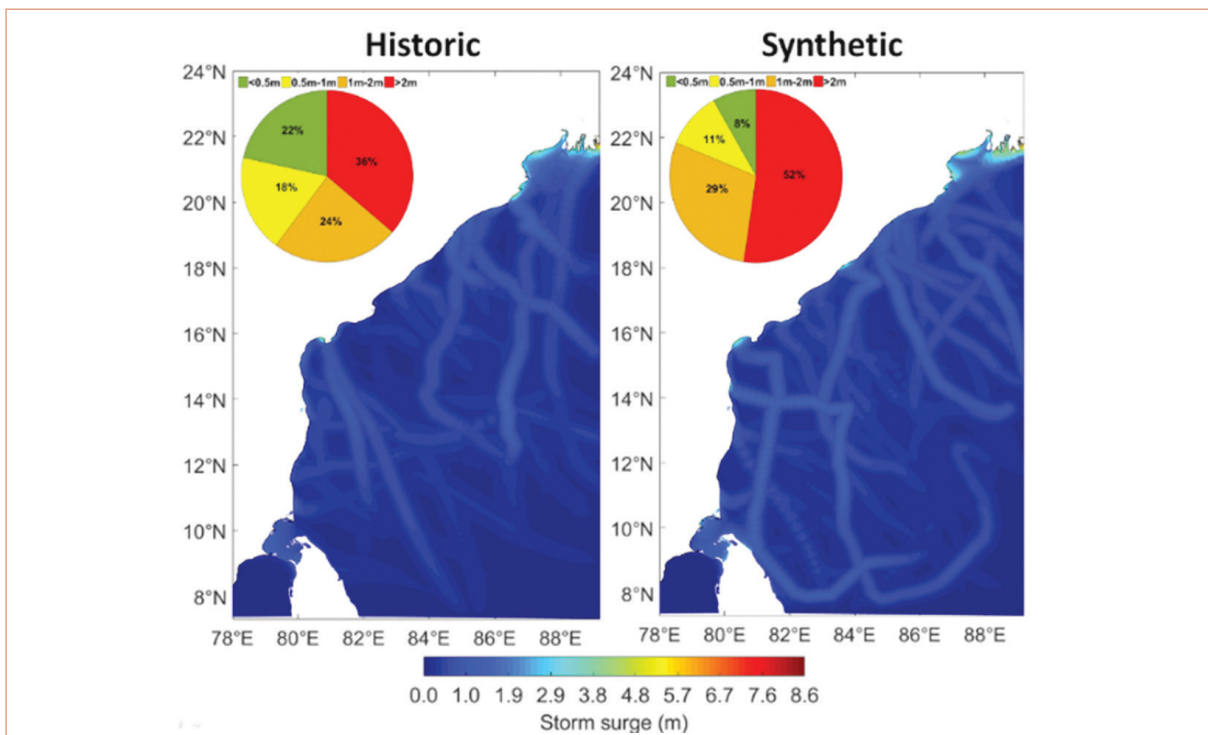 Historic
Synthetic
<0.5m 0.5m-1m 1m-2m >2m
22%
36%
18%
24%
24°N
22°N
20°N
18°N
16°N
14°N
12°N
10°N
8°N
78°E 80°E 82°E 84°E 86°E 88°E
<0.5m 0.5m-1m 1m-2m >2m
8%
11%
29%
52%
24°N
22°N
20°N
18°N
16°N
14°N
12°N
10°N
8°N
78°E 80°E 82°E 84°E 86°E 88°E
0.0 1.0 1.9 2.9 3.8 4.8 5.7 6.7 7.6 8.6
Storm surge (m)